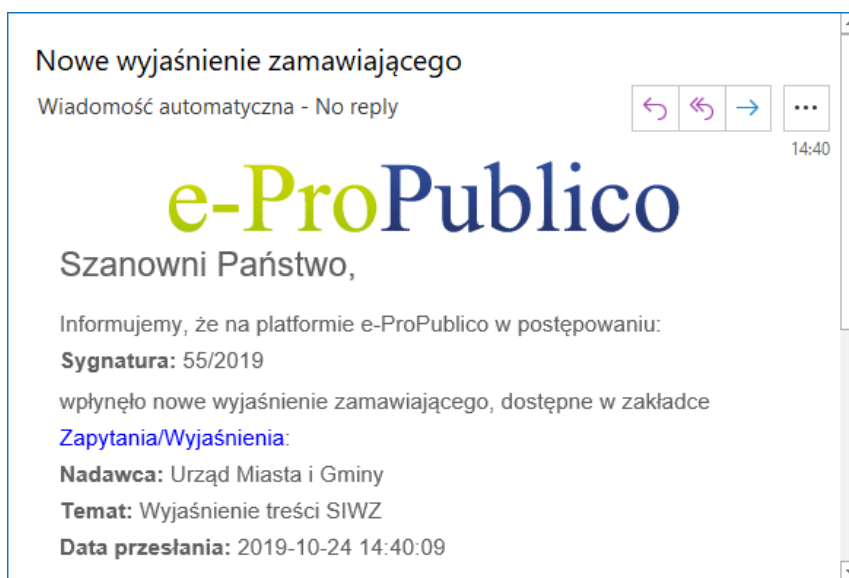 Nowe wyjaśnienie zamawiającego
Wiadomość automatyczna - No reply
14:40
e-ProPublico
Szanowni Państwo,
Informujemy, że na platformie e-ProPublico w postępowaniu:
Sygnatura: 55/2019
wpłynęło nowe wyjaśnienie zamawiającego, dostępne w zakładce
Zapytania/Wyjaśnienia:
Nadawca: Urząd Miasta i Gminy
Temat: Wyjaśnienie treści SIWZ
Data przesłania: 2019-10-24 14:40:09